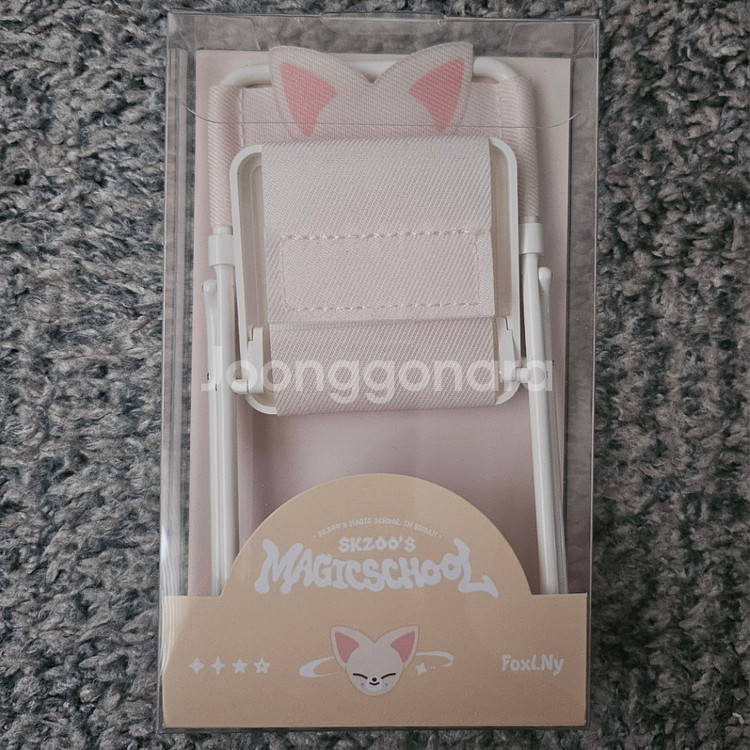 Joonggonara
· SKZOO'S MAGIC SCHOOL IN BUSAN ·
SKZOO'S
MAGICSCHOOL
FoxI.Ny